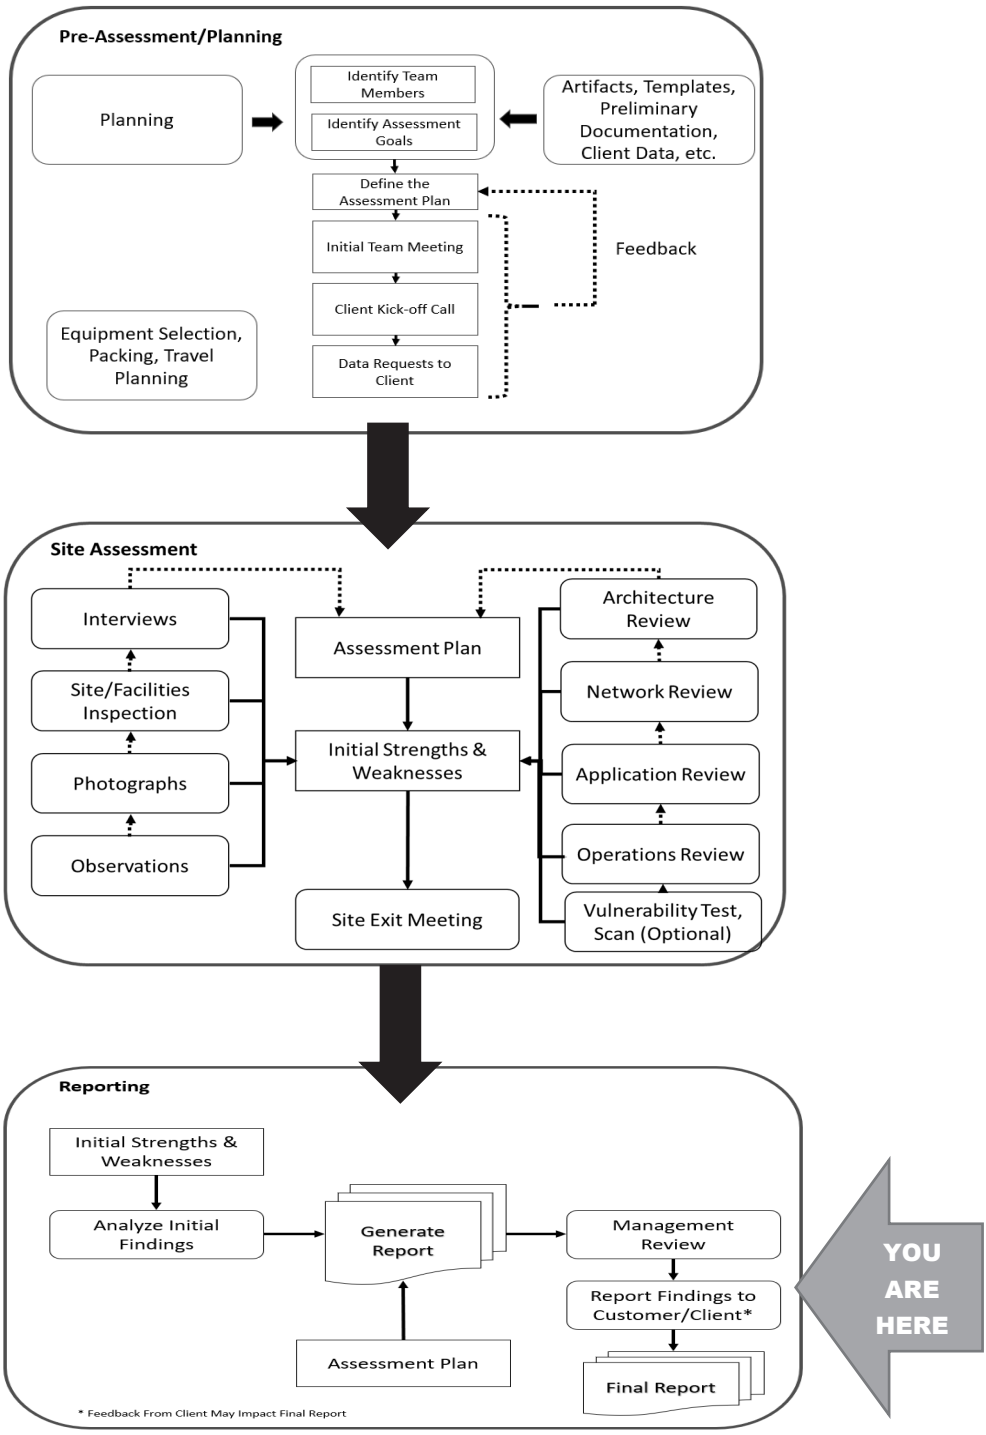 Pre-Assessment/Planning
Planning
Identify Team
Members
Identify Assessment
Goals
Artifacts, Templates,
Preliminary
Documentation,
Client Data, etc.
Define the
Assessment Plan
Initial Team Meeting
Feedback
Client Kick-off Call
Equipment Selection,
Packing, Travel
Planning
Data Requests to
Client
Site Assessment
Interviews
Site/Facilities
Inspection
Photographs
Observations
Assessment Plan
Initial Strengths &
Weaknesses
Site Exit Meeting
Architecture
Review
Network Review
Application Review
Operations Review
Vulnerability Test,
Scan (Optional)
Reporting
Initial Strengths &
Weaknesses
Analyze Initial
Findings
Generate
Report
Assessment Plan
Management
Review
Report Findings to
Customer/Client*
Final Report
* Feedback From Client May Impact Final Report
YOU
ARE
HERE